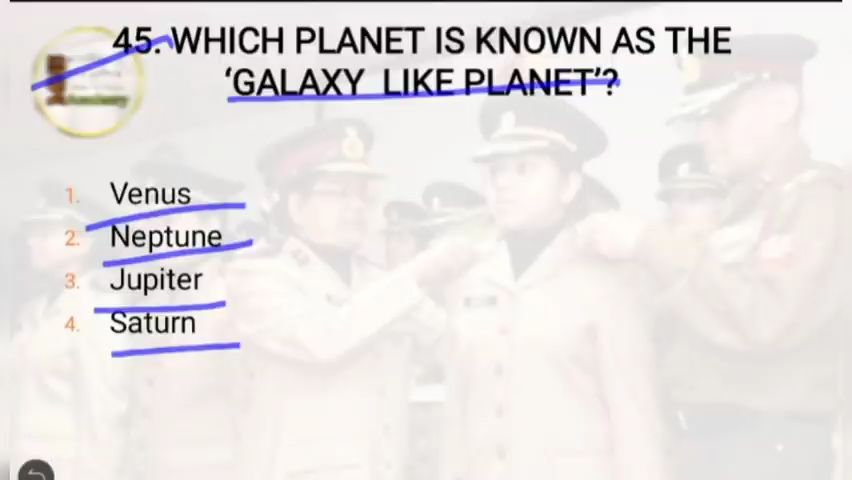 45. WHICH PLANET IS KNOWN AS THE
‘GALAXY LIKE PLANET’?
1. Venus
2. Neptune
3. Jupiter
4. Saturn